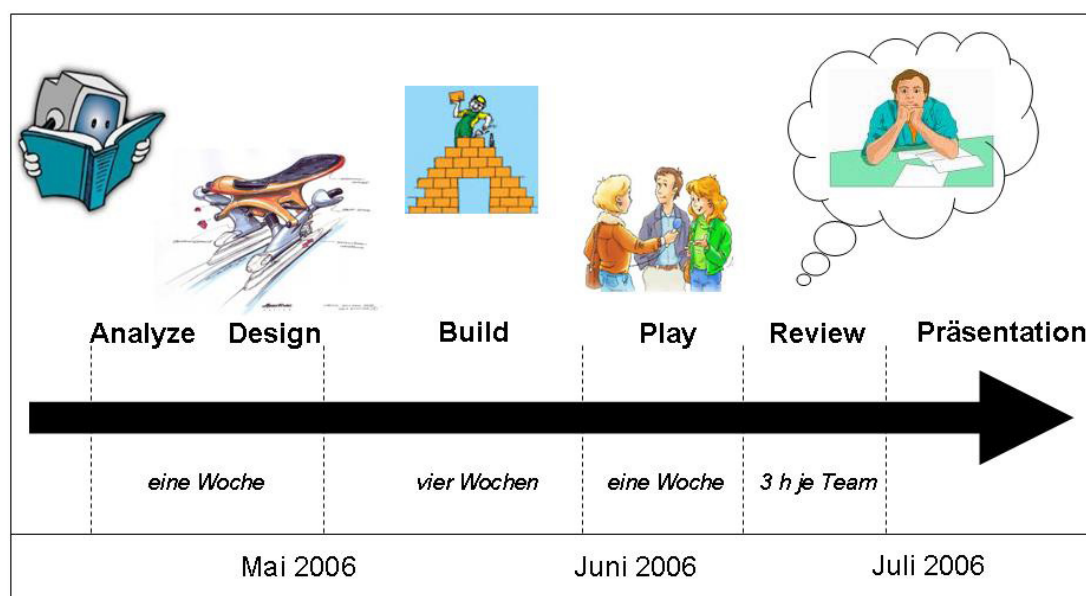 Analyze Design Build Play Review Präsentation
eine Woche vier Wochen eine Woche 3 h je Team
Mai 2006 Juni 2006 Juli 2006